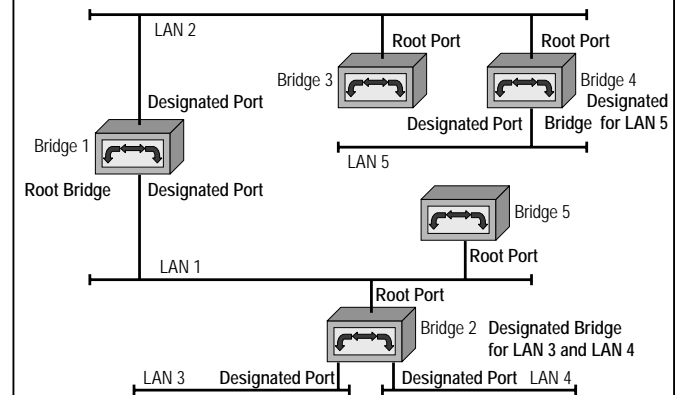 LAN 2
Root Port
Root Port
Bridge 3
Bridge 4
Designated
Bridge for LAN 5
Designated Port
Designated Port
Bridge 1
LAN 5
Root Bridge
Designated Port
Bridge 5
Root Port
LAN 1
Root Port
Bridge 2
Designated Bridge
for LAN 3 and LAN 4
LAN 3
Designated Port
Designated Port
LAN 4